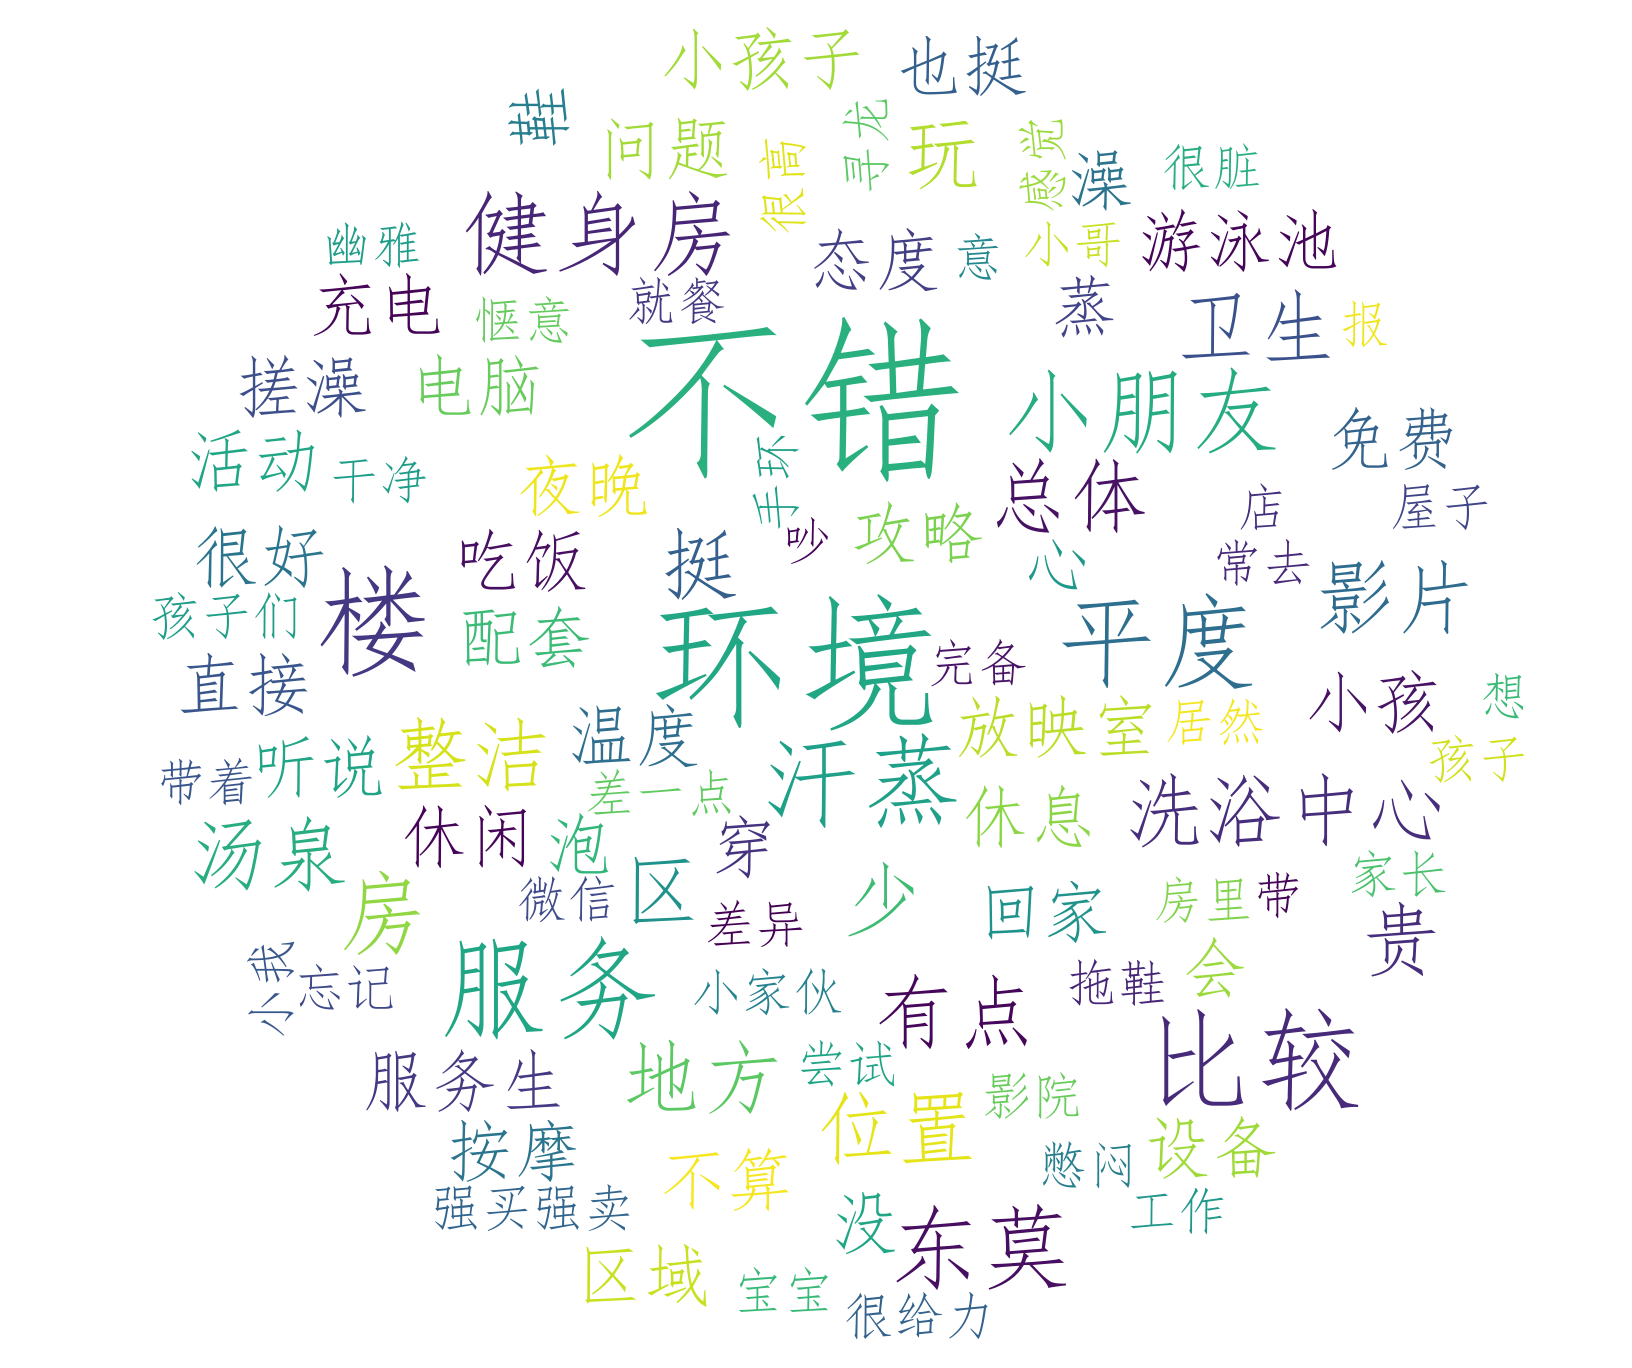 小孩子
也挺
鞋
问题
很高
寻龙
玩
感觉
澡
很脏
健身房
幽雅
态度
意
小哥
游泳池
充电
惬意
就餐
蒸
卫生
报
不错
搓澡
电脑
小朋友
免费
活动
干净
夜晚
手环
总体
店
屋子
很好
吃饭
挺
吵
攻略
心
常去
影片
孩子们
楼
配套
环境
完备
平度
直接
温度
放映室
居然
小孩
想
带着
听说
整洁
差一点
汗蒸
孩子
汤泉
休闲
泡
穿
休息
洗浴中心
房
微信
区
差异
少
回家
房里
带
家长
贵
小我
忘记
服务
小家伙
有点
拖鞋
会
比较
服务生
地方
尝试
影院
按摩
不算
位置
憋闷
设备
强买强卖
没
东莫
工作
区域
宝宝
很给力